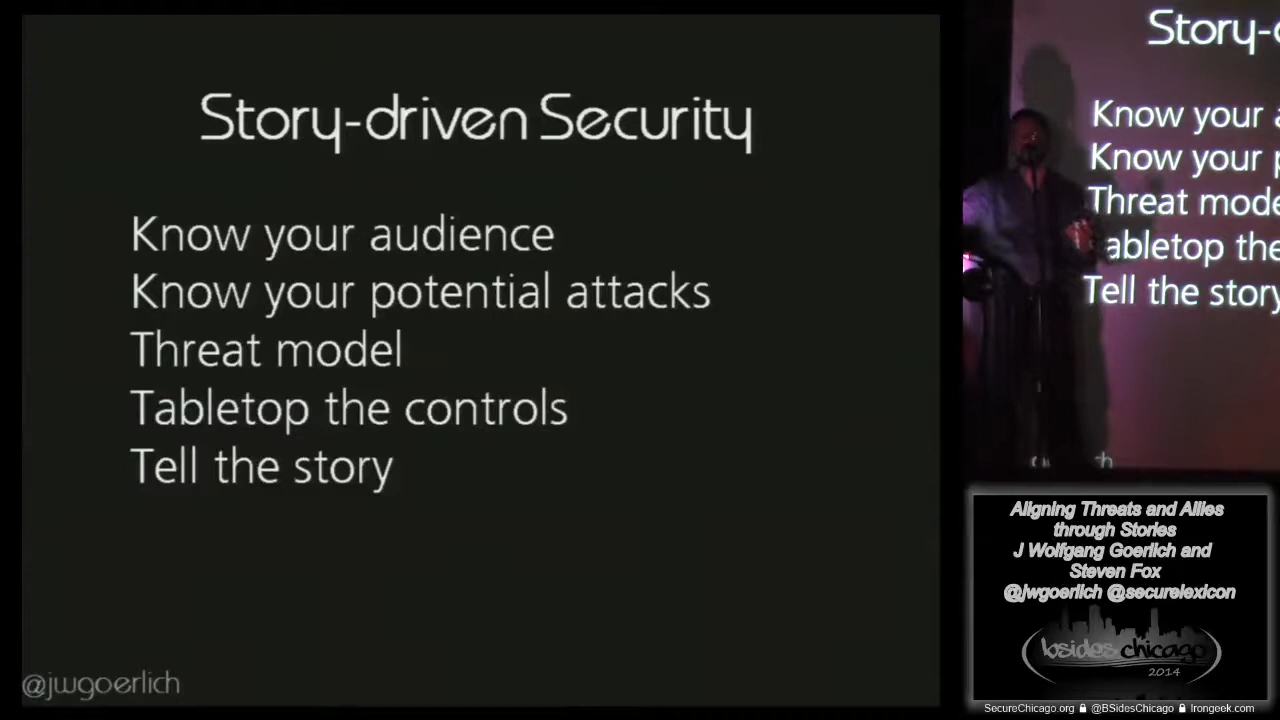 Story-driven Security
Know your audience
Know your potential attacks
Threat model
Tabletop the controls
Tell the story
@jwgoerlich
Story-
Know your
Know your
Threat mode
abletop the
Tell the story
Aligning Threats and Allies
through Stories
J Wolfgang Goerlich and
Steven Fox
@jwgoerlich @securelexicon
bsides chicago
2014
SecureChicago.org @BSidesChicago Irongeek.com